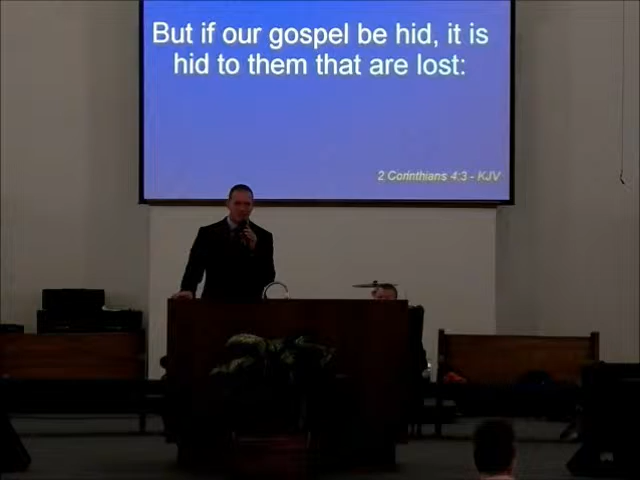 But if our gospel be hid, it is
hid to them that are lost:
2 Corinthians 4:3 - KJV